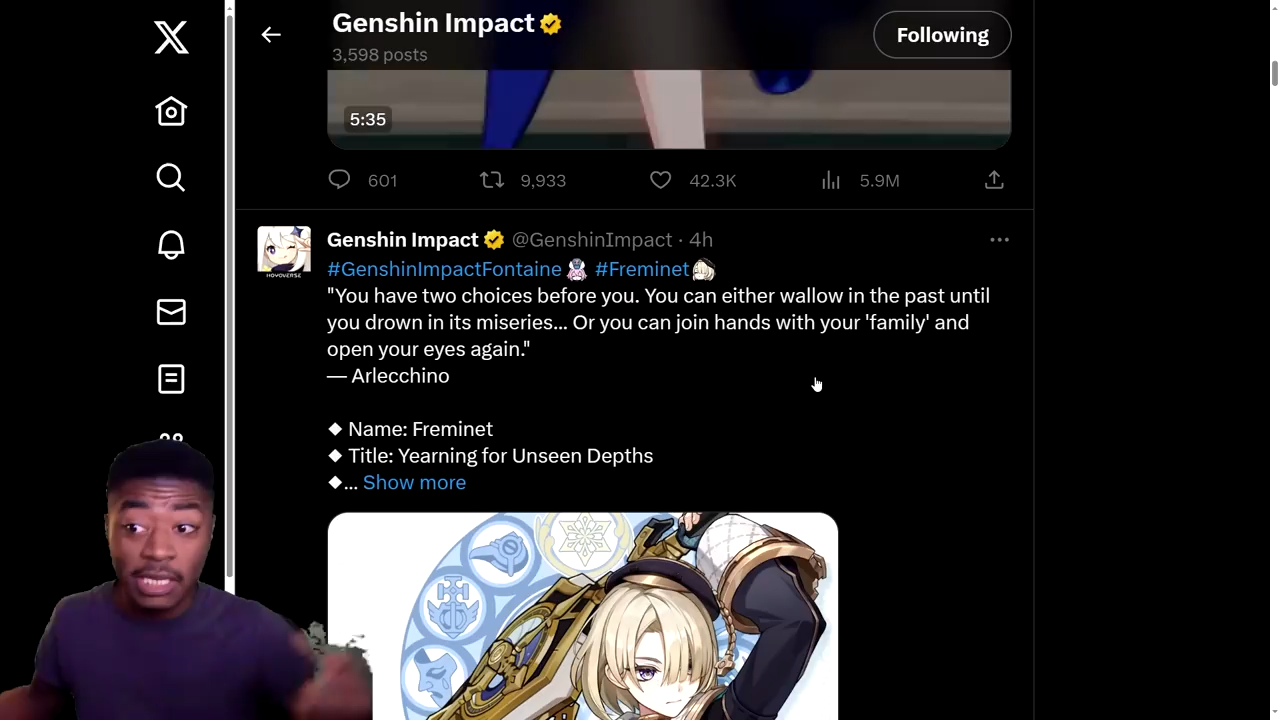 Genshin Impact
3,598 posts
Following
5:35
601 9,933 42.3K 5.9M
Genshin Impact @GenshinImpact · 4h
HOYOVERSE
#GenshinImpactFontaine #Freminet
"You have two choices before you. You can either wallow in the past until
you drown in its miseries... Or you can join hands with your 'family' and
open your eyes again."
— Arlecchino
◆ Name: Freminet
◆ Title: Yearning for Unseen Depths
◆... Show more